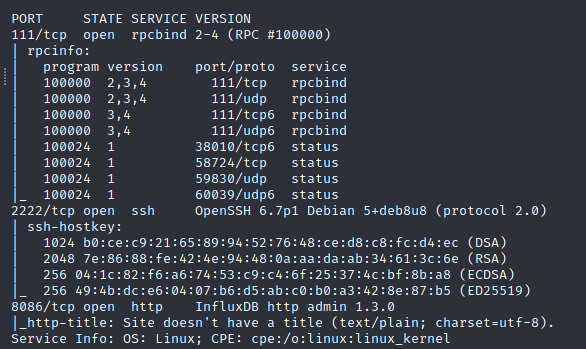 PORT     STATE SERVICE VERSION
111/tcp  open  rpcbind 2-4 (RPC #100000)
| rpcinfo:
|   program version    port/proto  service
|   100000  2,3,4        111/tcp   rpcbind
|   100000  2,3,4        111/udp   rpcbind
|   100000  3,4          111/tcp6  rpcbind
|   100000  3,4          111/udp6  rpcbind
|   100024  1          38010/tcp6  status
|   100024  1          58724/tcp   status
|   100024  1          59830/udp   status
|_  100024  1          60039/udp6  status
2222/tcp open  ssh     OpenSSH 6.7p1 Debian 5+deb8u8 (protocol 2.0)
| ssh-hostkey:
|   1024 b0:ce:c9:21:65:89:94:52:76:48:ce:d8:c8:fc:d4:ec (DSA)
|   2048 7e:86:88:fe:42:4e:94:48:0a:aa:da:ab:34:61:3c:6e (RSA)
|   256 04:1c:82:f6:a6:74:53:c9:c4:6f:25:37:4c:bf:8b:a8 (ECDSA)
|_  256 49:4b:dc:e6:04:07:b6:d5:ab:c0:b0:a3:42:8e:87:b5 (ED25519)
8086/tcp open  http    InfluxDB http admin 1.3.0
|_http-title: Site doesn't have a title (text/plain; charset=utf-8).
Service Info: OS: Linux; CPE: cpe:/o:linux:linux_kernel